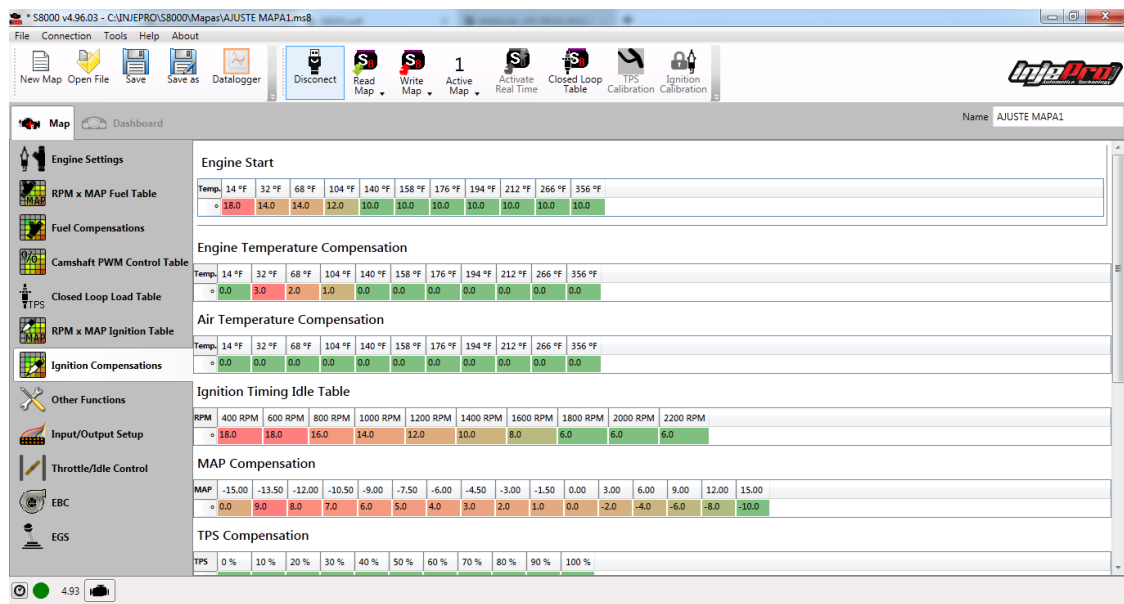 * S8000 v4.96.03 - C:\INJEPRO\S8000\Mapas\AJUSTE MAPA1.ms8
File Connection Tools Help About
New Map Open File Save Save as Datalogger Disconnect Read Map Write Map 1 Active Map Activate Real Time Closed Loop Table TPS Calibration Ignition Calibration
InjePro
Automotive Technology
Map Dashboard Name AJUSTE MAPA1
Engine Settings
RPM x MAP Fuel Table
Fuel Compensations
Camshaft PWM Control Table
Closed Loop Load Table
RPM x MAP Ignition Table
Ignition Compensations
Other Functions
Input/Output Setup
Throttle/Idle Control
EBC
EGS
Engine Start
Temp. 14 °F 32 °F 68 °F 104 °F 140 °F 158 °F 176 °F 194 °F 212 °F 266 °F 356 °F
° 18.0 14.0 14.0 12.0 10.0 10.0 10.0 10.0 10.0 10.0 10.0
Engine Temperature Compensation
Temp. 14 °F 32 °F 68 °F 104 °F 140 °F 158 °F 176 °F 194 °F 212 °F 266 °F 356 °F
° 0.0 3.0 2.0 1.0 0.0 0.0 0.0 0.0 0.0 0.0 0.0
Air Temperature Compensation
Temp. 14 °F 32 °F 68 °F 104 °F 140 °F 158 °F 176 °F 194 °F 212 °F 266 °F 356 °F
° 0.0 0.0 0.0 0.0 0.0 0.0 0.0 0.0 0.0 0.0 0.0
Ignition Timing Idle Table
RPM 400 RPM 600 RPM 800 RPM 1000 RPM 1200 RPM 1400 RPM 1600 RPM 1800 RPM 2000 RPM 2200 RPM
° 18.0 18.0 16.0 14.0 12.0 10.0 8.0 6.0 6.0 6.0
MAP Compensation
MAP -15.00 -13.50 -12.00 -10.50 -9.00 -7.50 -6.00 -4.50 -3.00 -1.50 0.00 3.00 6.00 9.00 12.00 15.00
° 0.0 9.0 8.0 7.0 6.0 5.0 4.0 3.0 2.0 1.0 0.0 -2.0 -4.0 -6.0 -8.0 -10.0
TPS Compensation
TPS 0 % 10 % 20 % 30 % 40 % 50 % 60 % 70 % 80 % 90 % 100 %
4.93